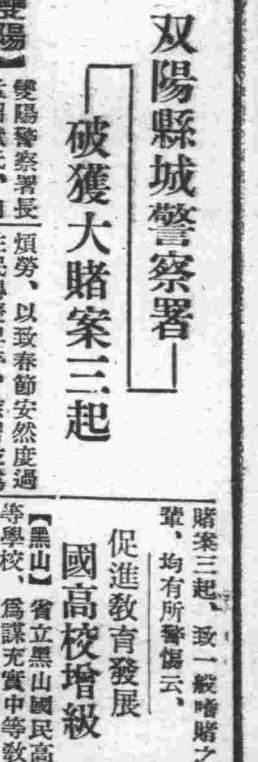 双陽縣城警察署
破獲大賭案三起
雙陽】
雙陽警察署長
煩勞、以致春節安然度過
賭案三起、致一般嗜賭之
輩、均有所警惕云、
促進教育發展
國高校增級
【黑山】省立黑山國民高
等學校、爲謀充實中等教